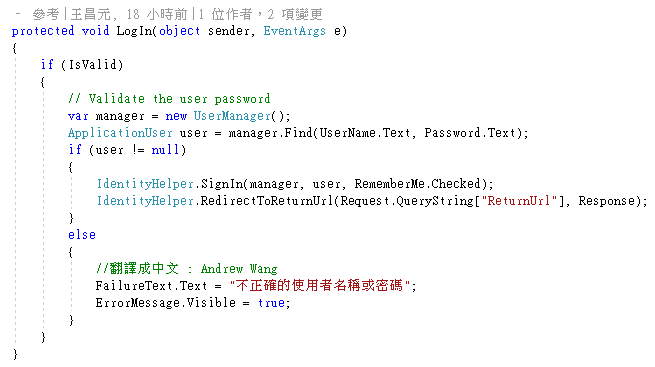 - 參考|王昌元, 18 小時前|1 位作者，2 項變更
protected void LogIn(object sender, EventArgs e)
{
if (IsValid)
{
// Validate the user password
var manager = new UserManager();
ApplicationUser user = manager.Find(UserName.Text, Password.Text);
if (user != null)
{
IdentityHelper.SignIn(manager, user, RememberMe.Checked);
IdentityHelper.RedirectToReturnUrl(Request.QueryString["ReturnUrl"], Response);
}
else
{
//翻譯成中文 : Andrew Wang
FailureText.Text = "不正確的使用者名稱或密碼";
ErrorMessage.Visible = true;
}
}
}